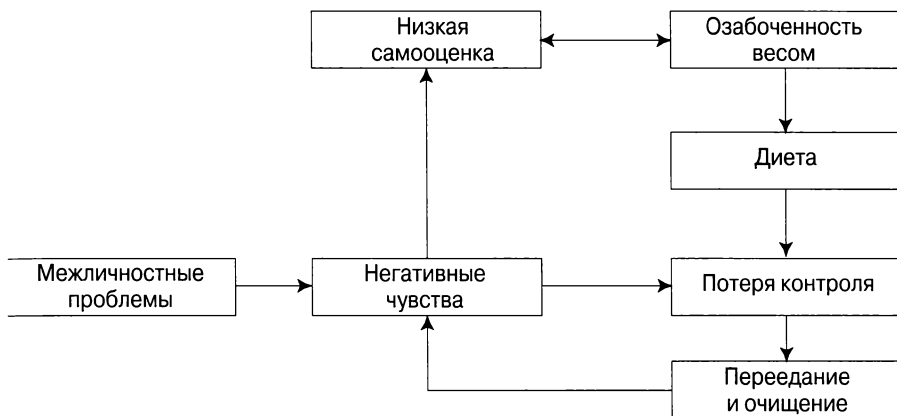 Низкая
самооценка
Озабоченность
весом
Диета
Межличностные
проблемы
Негативные
чувства
Потеря контроля
Переедание
и очищение